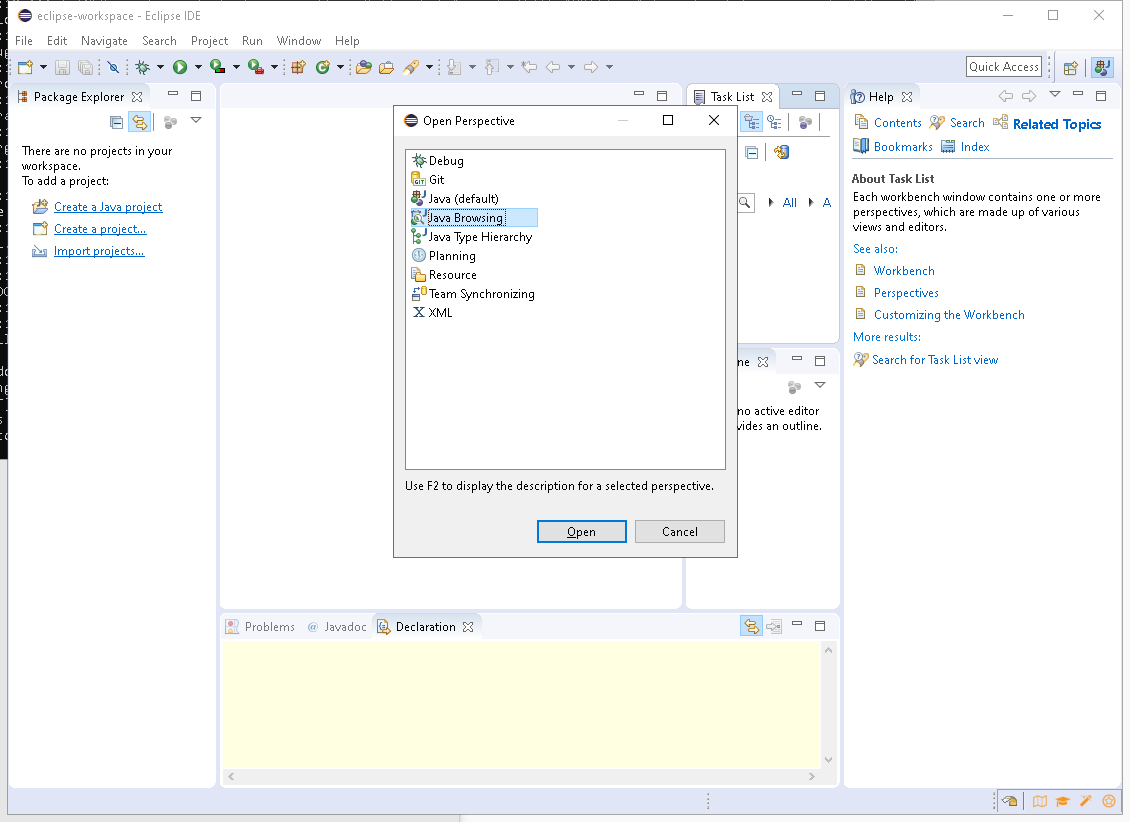 eclipse-workspace - Eclipse IDE
File Edit Navigate Search Project Run Window Help
Quick Access
Package Explorer
There are no projects in your
workspace.
To add a project:
Create a Java project
Create a project...
Import projects...
Open Perspective
Debug
Git
Java (default)
Java Browsing
Java Type Hierarchy
Planning
Resource
Team Synchronizing
XML
Use F2 to display the description for a selected perspective.
Open Cancel
Task List
All A
ne
no active editor
vides an outline.
Help
Contents Search Related Topics
Bookmarks Index
About Task List
Each workbench window contains one or more
perspectives, which are made up of various
views and editors.
See also:
Workbench
Perspectives
Customizing the Workbench
More results:
Search for Task List view
Problems @ Javadoc Declaration